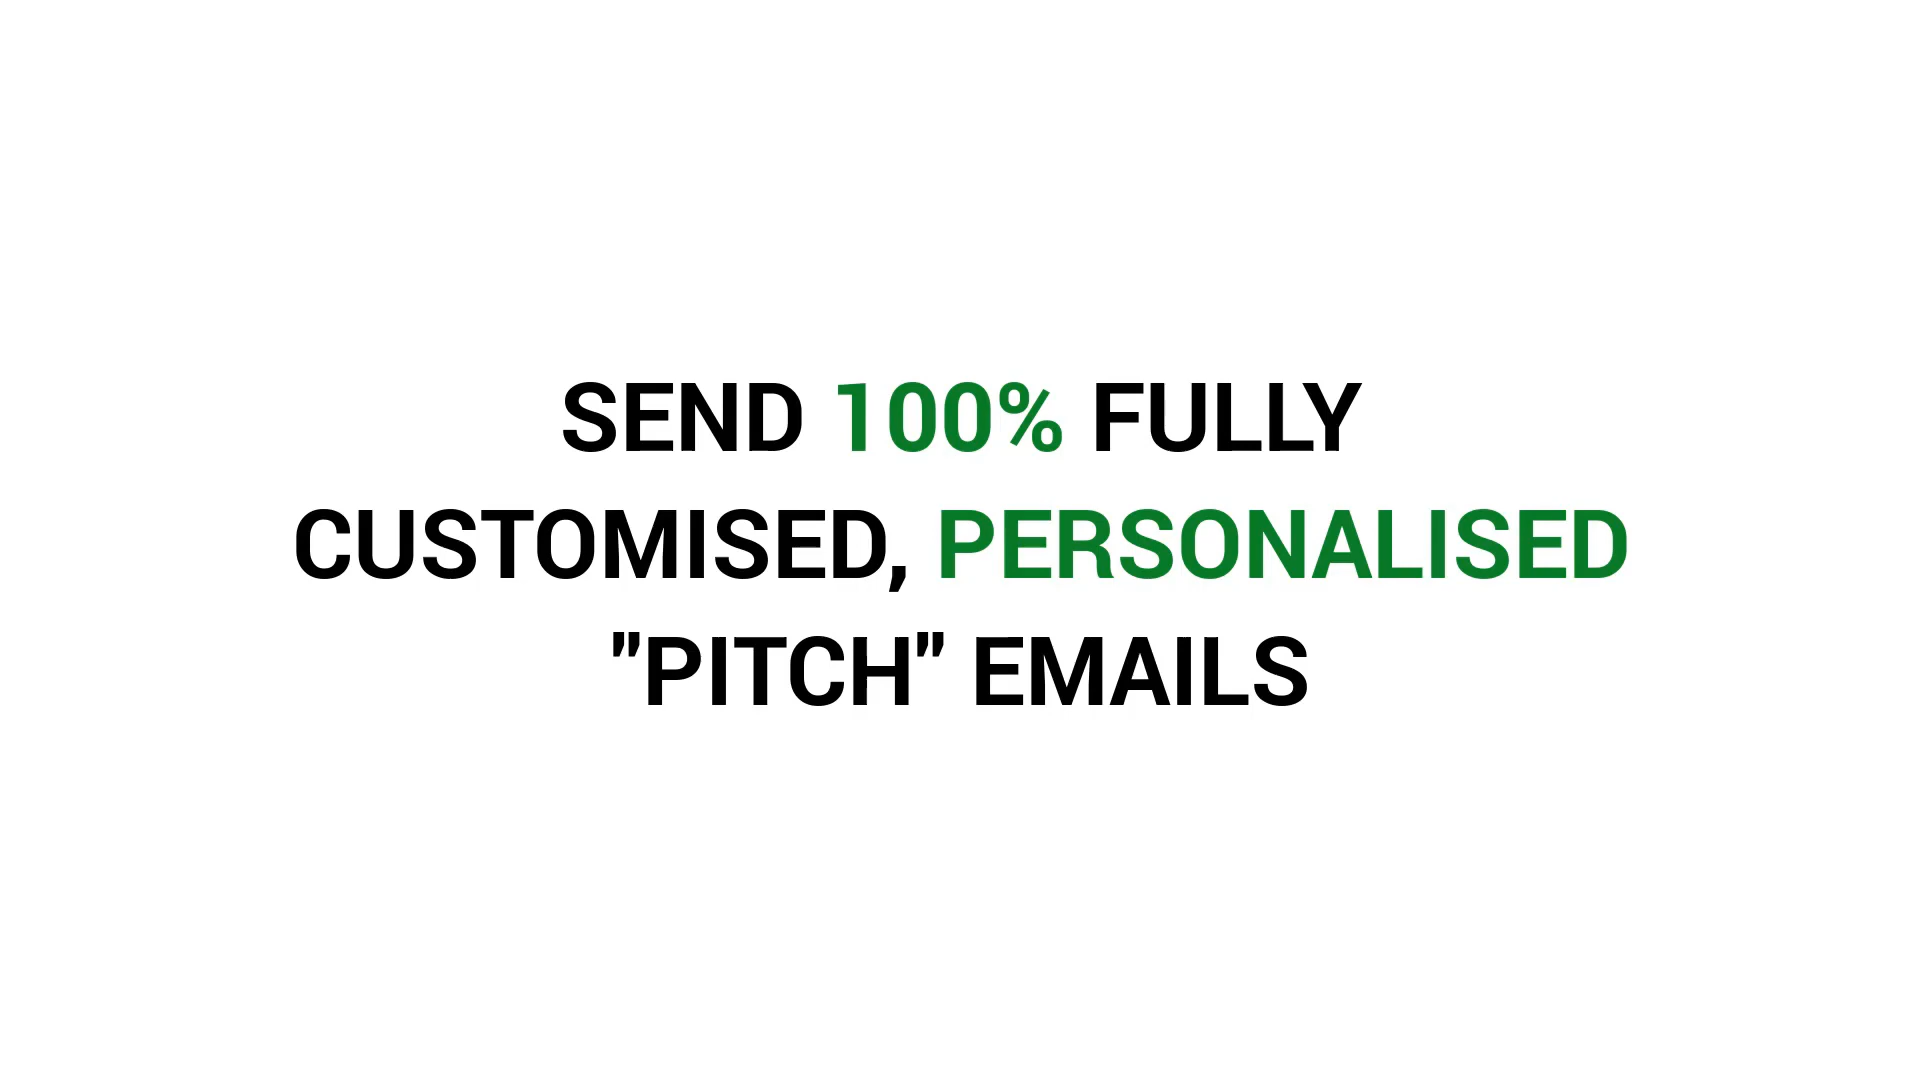 SEND 100% FULLY
CUSTOMISED, PERSONALISED
"PITCH" EMAILS